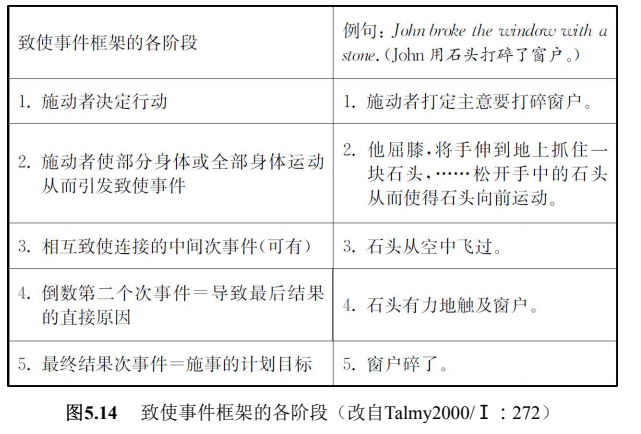 致使事件框架的各阶段
例句：John broke the window with a
stone.（John 用石头打碎了窗户。）
1. 施动者决定行动
1. 施动者打定主意要打碎窗户。
2. 施动者使部分身体或全部身体运动
从而引发致使事件
2. 他屈膝，将手伸到地上抓住一
块石头，……松开手中的石头
从而使得石头向前运动。
3. 相互致使连接的中间次事件（可有）
3. 石头从空中飞过。
4. 倒数第二个次事件＝导致最后结果
的直接原因
4. 石头有力地触及窗户。
5. 最终结果次事件＝施事的计划目标
5. 窗户碎了。
图5.14 致使事件框架的各阶段（改自Talmy2000/Ⅰ：272）